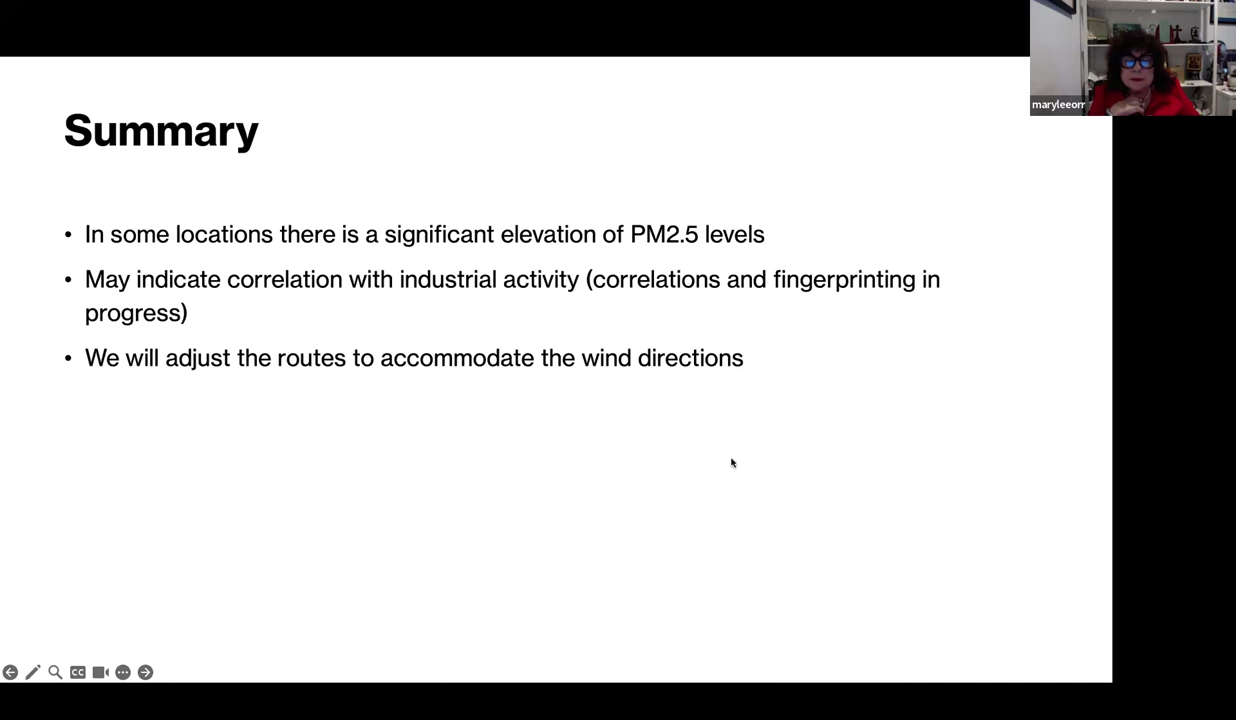 maryleeorr
Summary
• In some locations there is a significant elevation of PM2.5 levels
• May indicate correlation with industrial activity (correlations and fingerprinting in
progress)
• We will adjust the routes to accommodate the wind directions
CC